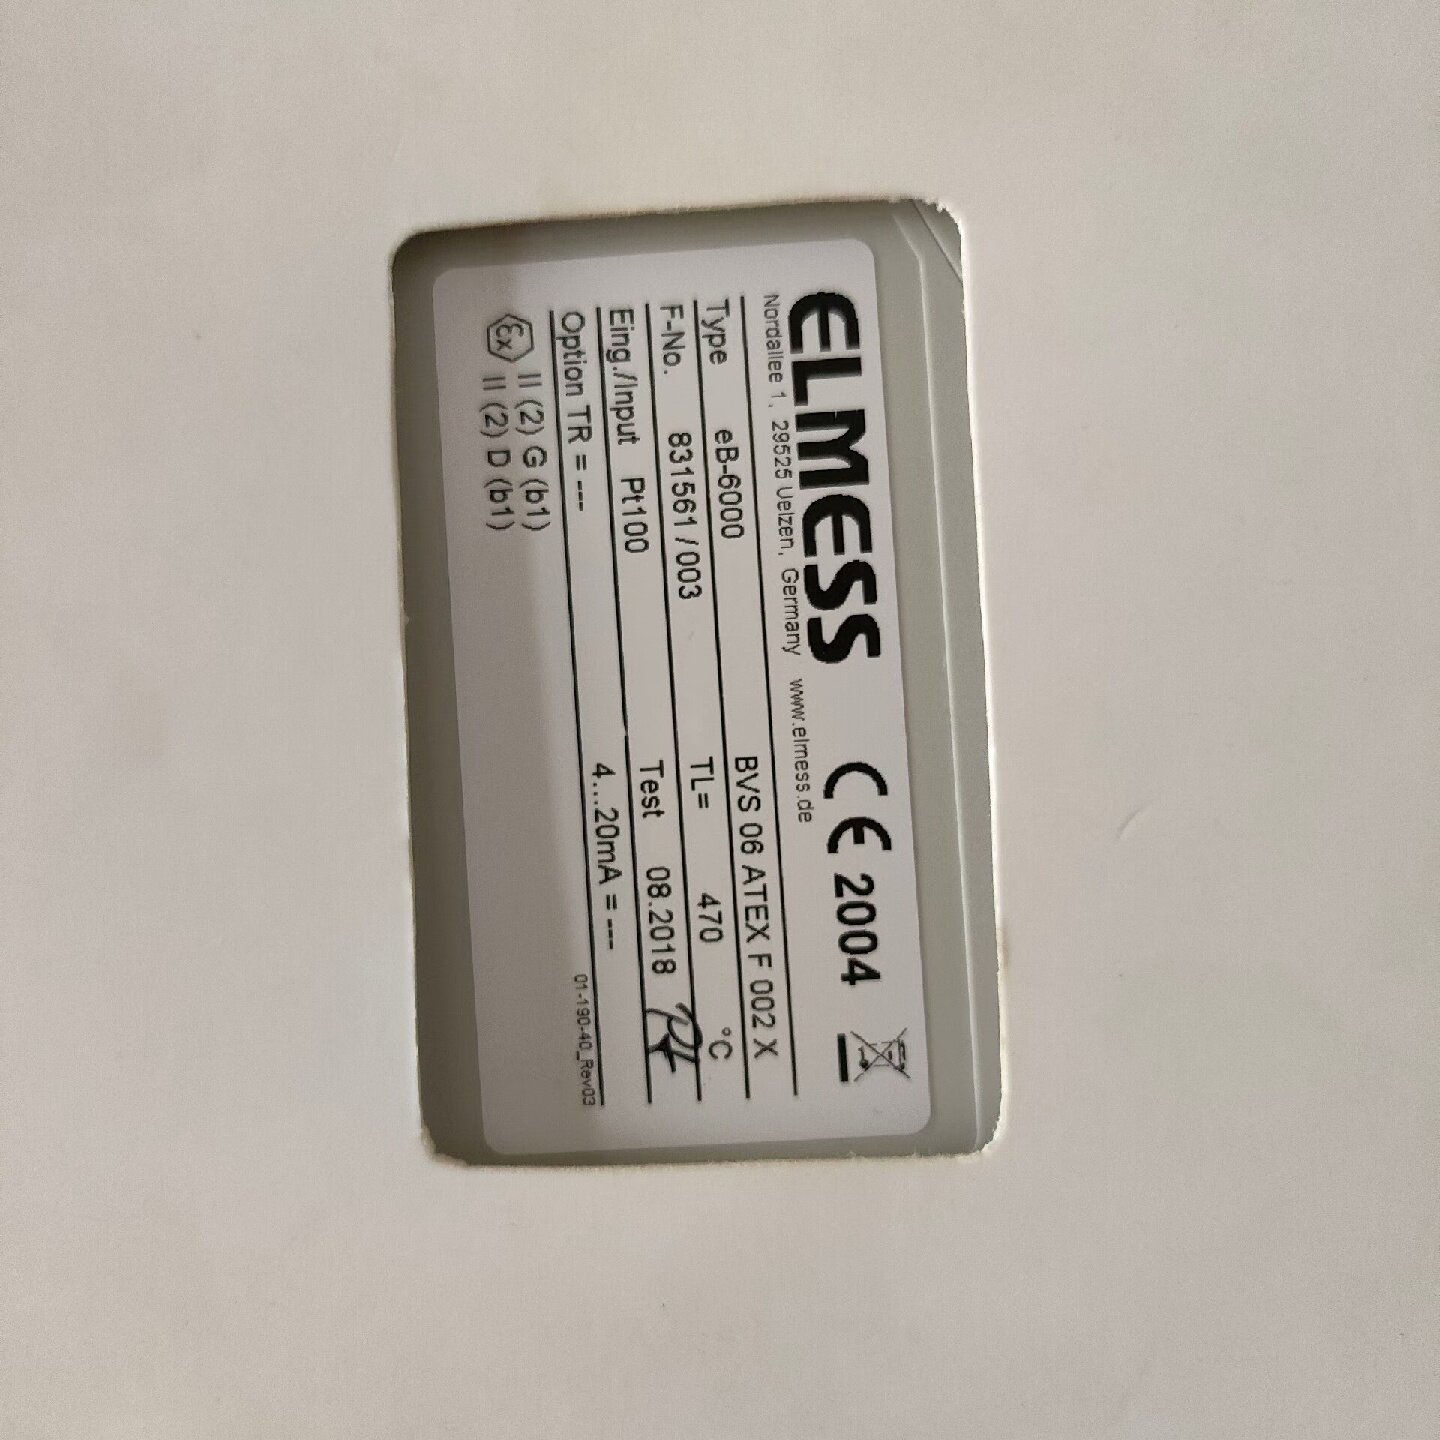 ELMESS CE 2004
Nordallee 1, 29525 Uelzen, Germany www.elmess.de
Type eB-6000 BVS 06 ATEX F 002 X
F-No. 831561 / 003 TL= 470 °C
Eing./Input Pt100 Test 08.2018
Option TR = --- 4...20mA = ---
01-190-40_Rev03
Ex II (2) G (b1)
II (2) D (b1)